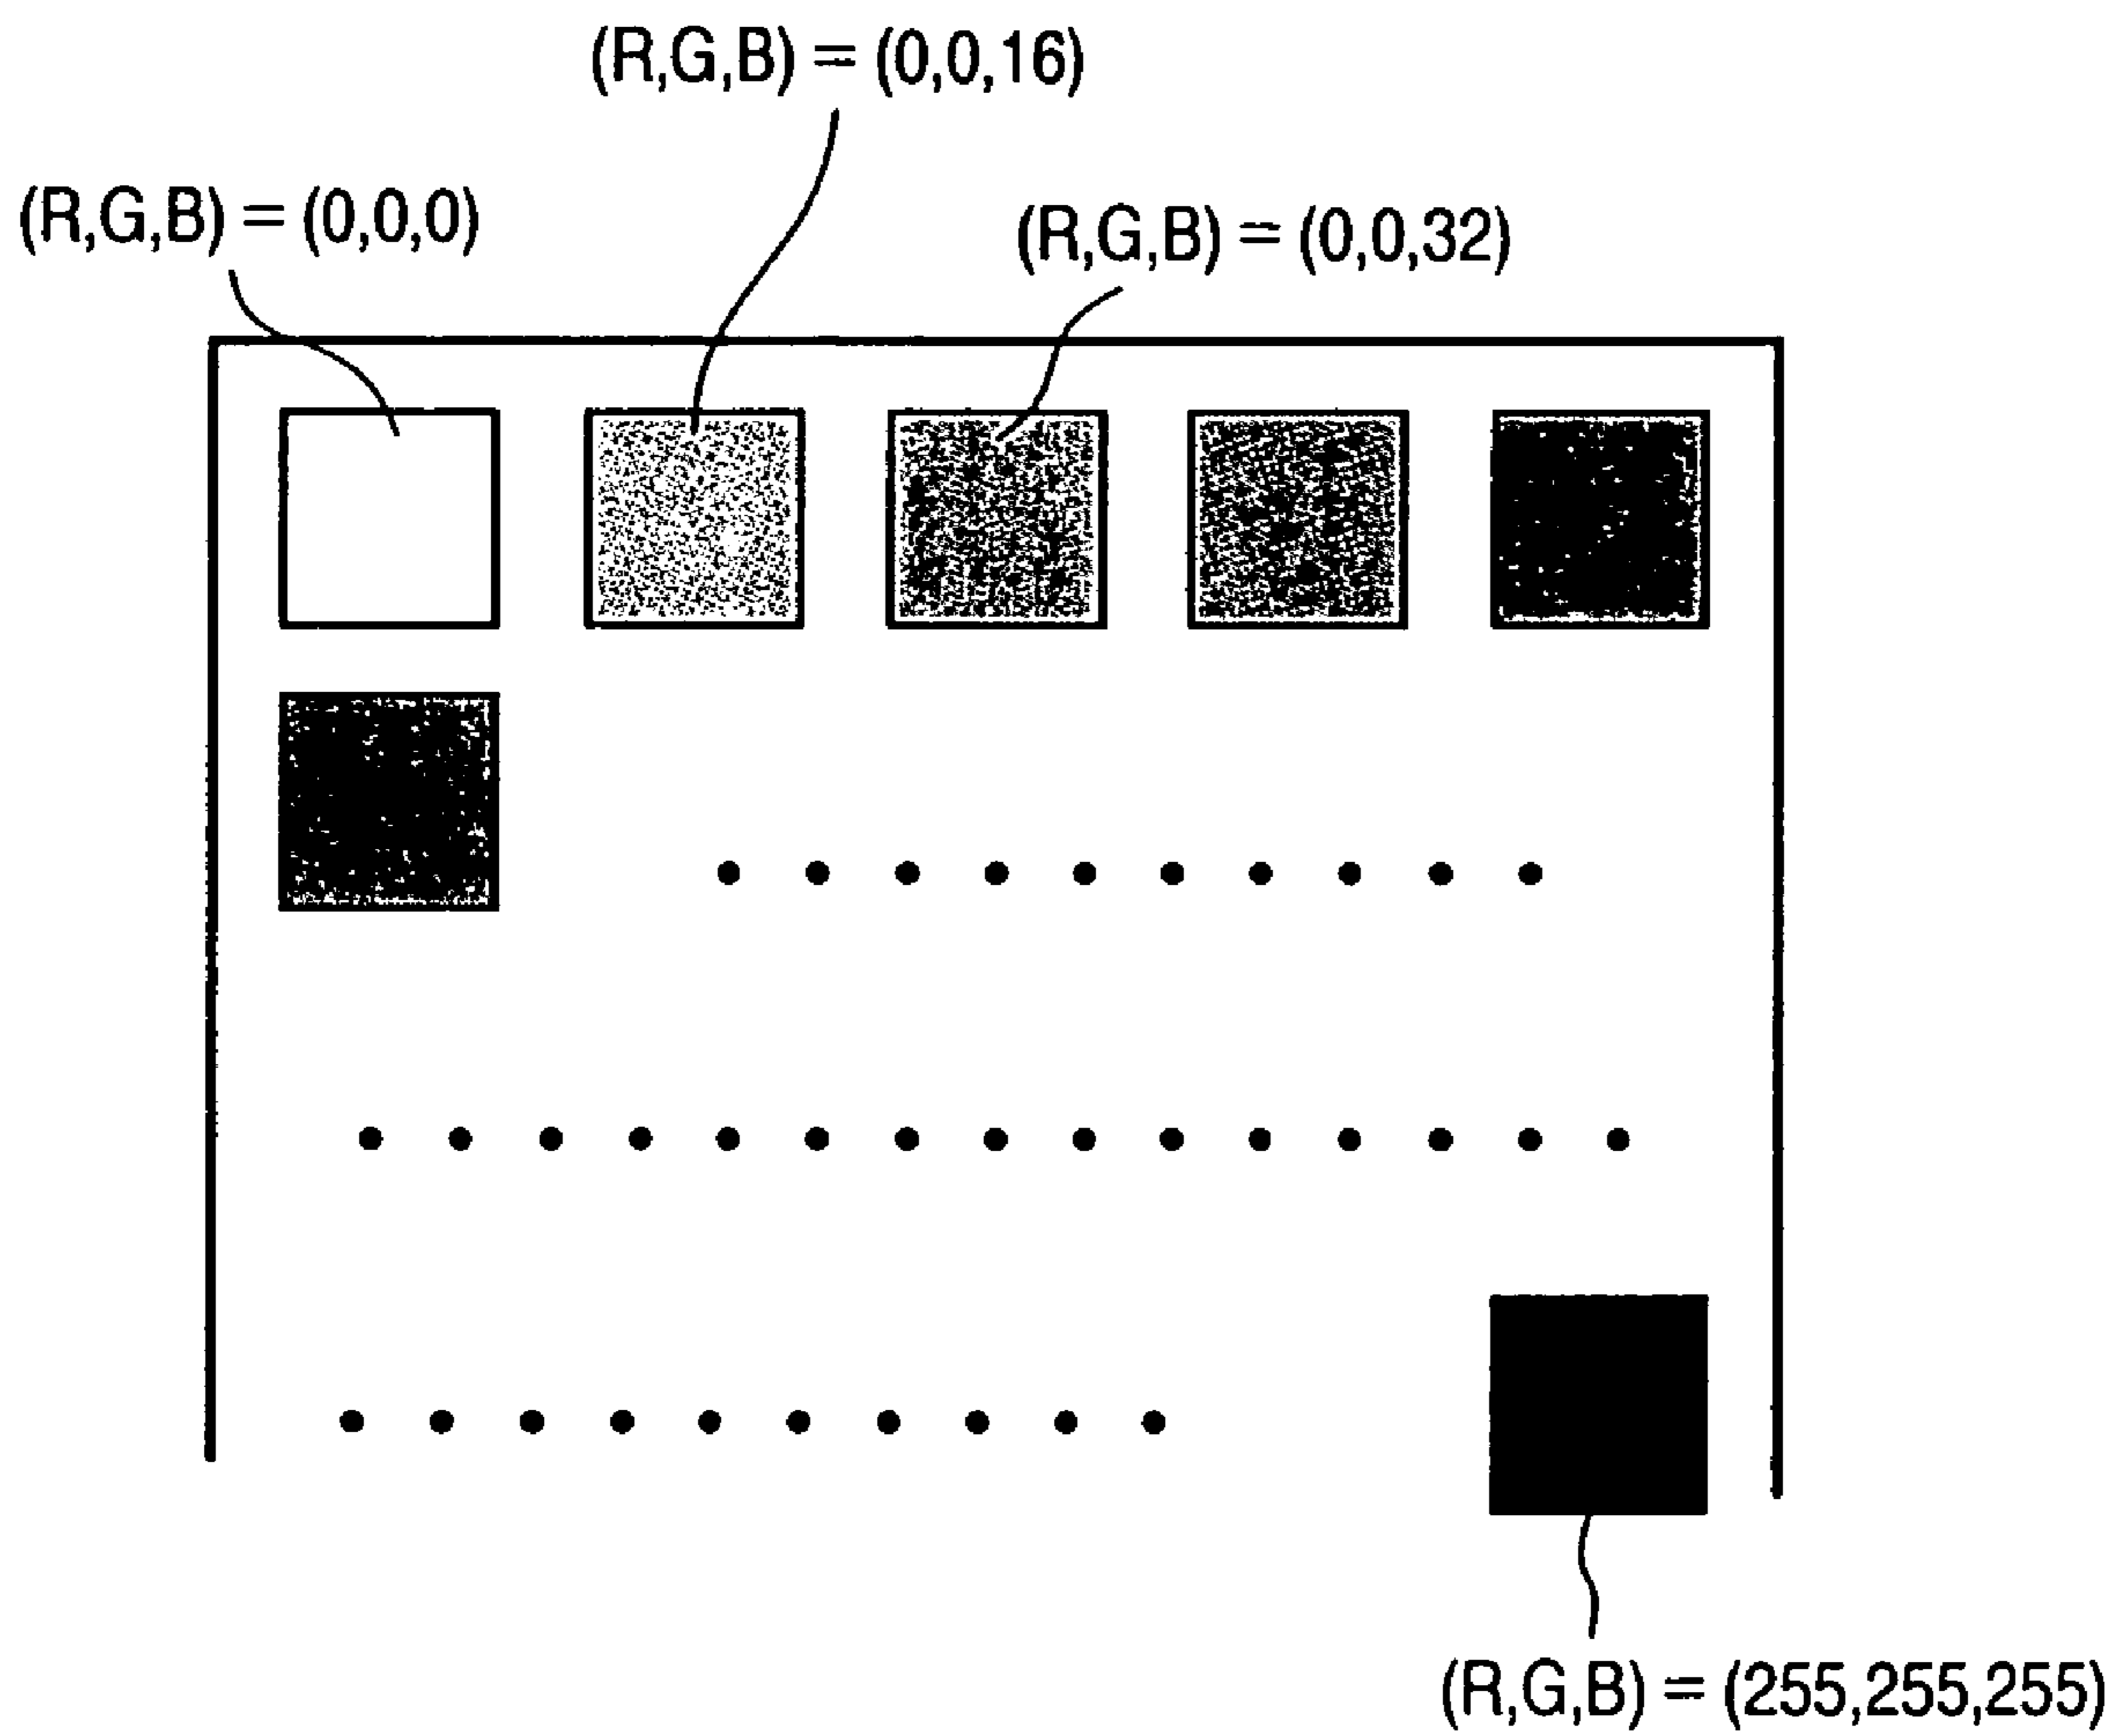 (R,G,B) = (0,0,16)
(R,G,B) = (0,0,0)
(R,G,B) = (0,0,32)
(R,G,B) = (255,255,255)